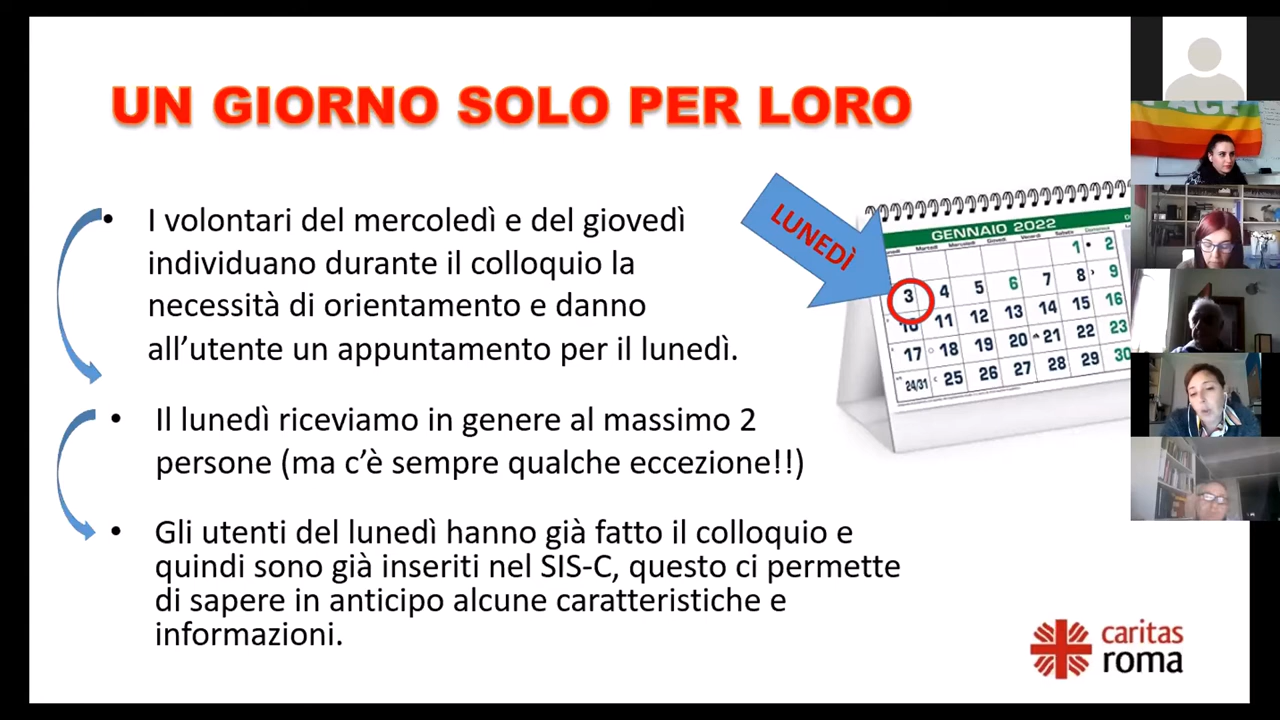 UN GIORNO SOLO PER LORO
• I volontari del mercoledì e del giovedì
individuano durante il colloquio la
necessità di orientamento e danno
all’utente un appuntamento per il lunedì.
• Il lunedì riceviamo in genere al massimo 2
persone (ma c’è sempre qualche eccezione!!)
• Gli utenti del lunedì hanno già fatto il colloquio e
quindi sono già inseriti nel SIS-C, questo ci permette
di sapere in anticipo alcune caratteristiche e
informazioni.
LUNEDÌ
GENNAIO 2022
Martedì Mercoledì Giovedì Venerdì Sabato
1 2
3 4 5 6 7 8 9
10 11 12 13 14 15 16
17 18 19 20 21 22 23
24/31 25 26 27 28 29 30
caritas
roma